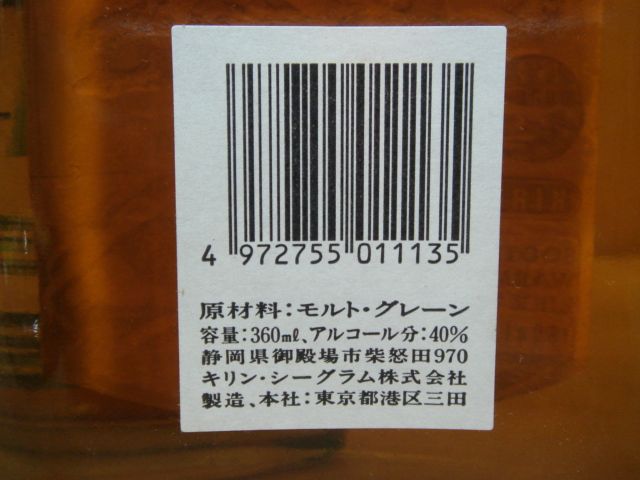 4 972755 011135
原材料:モルト・グレーン
容量:360ml、アルコール分:40%
静岡県御殿場市柴怒田970
キリン・シーグラム株式会社
製造、本社:東京都港区三田